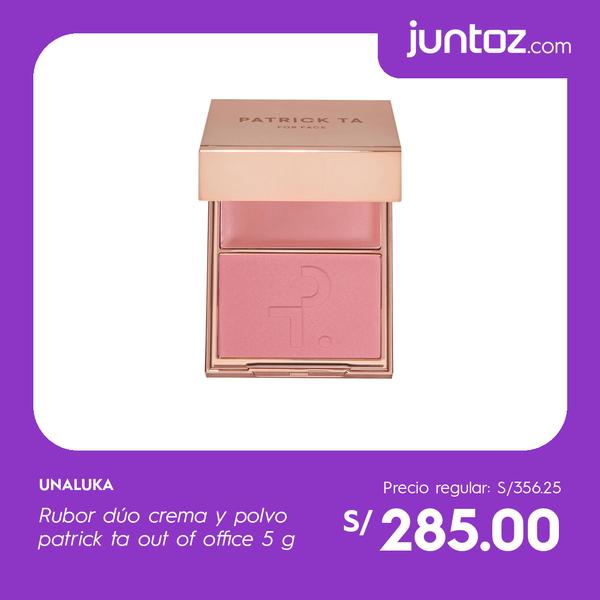 juntoz.com
PATRICK TA
FOR FACE
UNALUKA
Rubor dúo crema y polvo
patrick ta out of office 5 g
Precio regular: S/356.25
S/285.00